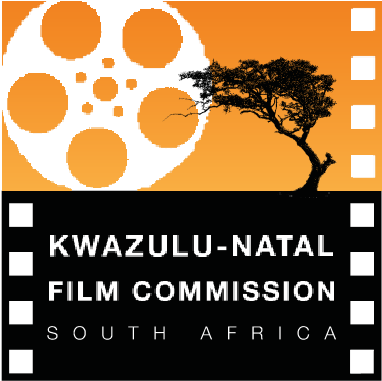 KWAZULU-NATAL
FILM COMMISSION
SOUTH AFRICA